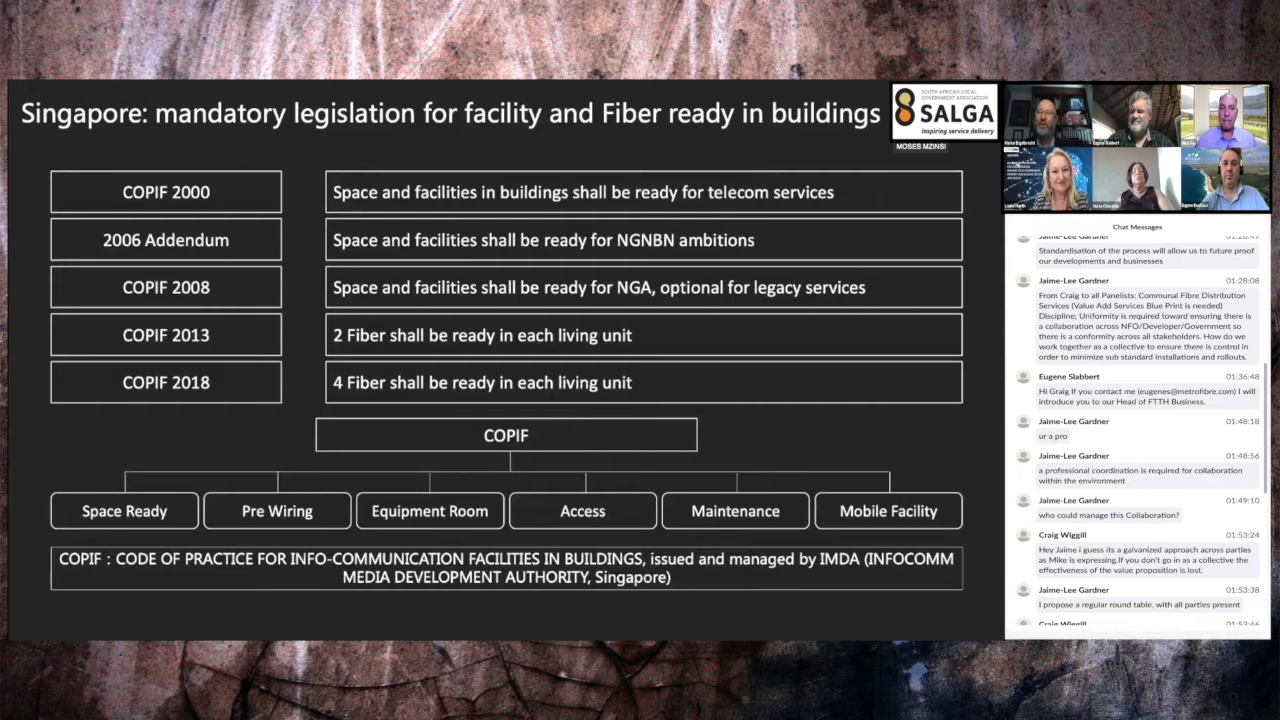 Singapore: mandatory legislation for facility and Fiber ready in buildings
SOUTH AFRICAN LOCAL
GOVERNMENT ASSOCIATION
SALGA
Inspiring service delivery
MOSES MZINSI
COPIF 2000
Space and facilities in buildings shall be ready for telecom services
2006 Addendum
Space and facilities shall be ready for NGNBN ambitions
COPIF 2008
Space and facilities shall be ready for NGA, optional for legacy services
COPIF 2013
2 Fiber shall be ready in each living unit
COPIF 2018
4 Fiber shall be ready in each living unit
COPIF
Space Ready
Pre Wiring
Equipment Room
Access
Maintenance
Mobile Facility
COPIF : CODE OF PRACTICE FOR INFO-COMMUNICATION FACILITIES IN BUILDINGS, issued and managed by IMDA (INFOCOMM
MEDIA DEVELOPMENT AUTHORITY, Singapore)
Eugene Slabbert
Chat Messages
Jaime-Lee Gardner
Standardisation of the process will allow us to future proof
our developments and businesses
Jaime-Lee Gardner 01:28:08
From Craig to all Panelists: Communal Fibre Distribution
Services (Value Add Services Blue Print is needed)
Discipline; Uniformity is required toward ensuring there is
a collaboration across NFO/Developer/Government so
there is a conformity across all stakeholders. How do we
work together as a collective to ensure there is control in
order to minimize sub standard installations and rollouts.
Eugene Slabbert 01:36:48
Hi Graig If you contact me (eugenes@metrofibre.com) I will
introduce you to our Head of FTTH Business.
Jaime-Lee Gardner 01:48:18
ur a pro
Jaime-Lee Gardner 01:48:56
a professional coordination is required for collaboration
within the environment
Jaime-Lee Gardner 01:49:10
who could manage this Collaboration?
Craig Wiggill 01:53:24
Hey Jaime i guess its a galvanized approach across parties
as Mike is expressing.If you don't go in as a collective the
effectiveness of the value proposition is lost.
Jaime-Lee Gardner 01:53:38
I propose a regular round table, with all parties present
Craig Wiggill 01:53:46